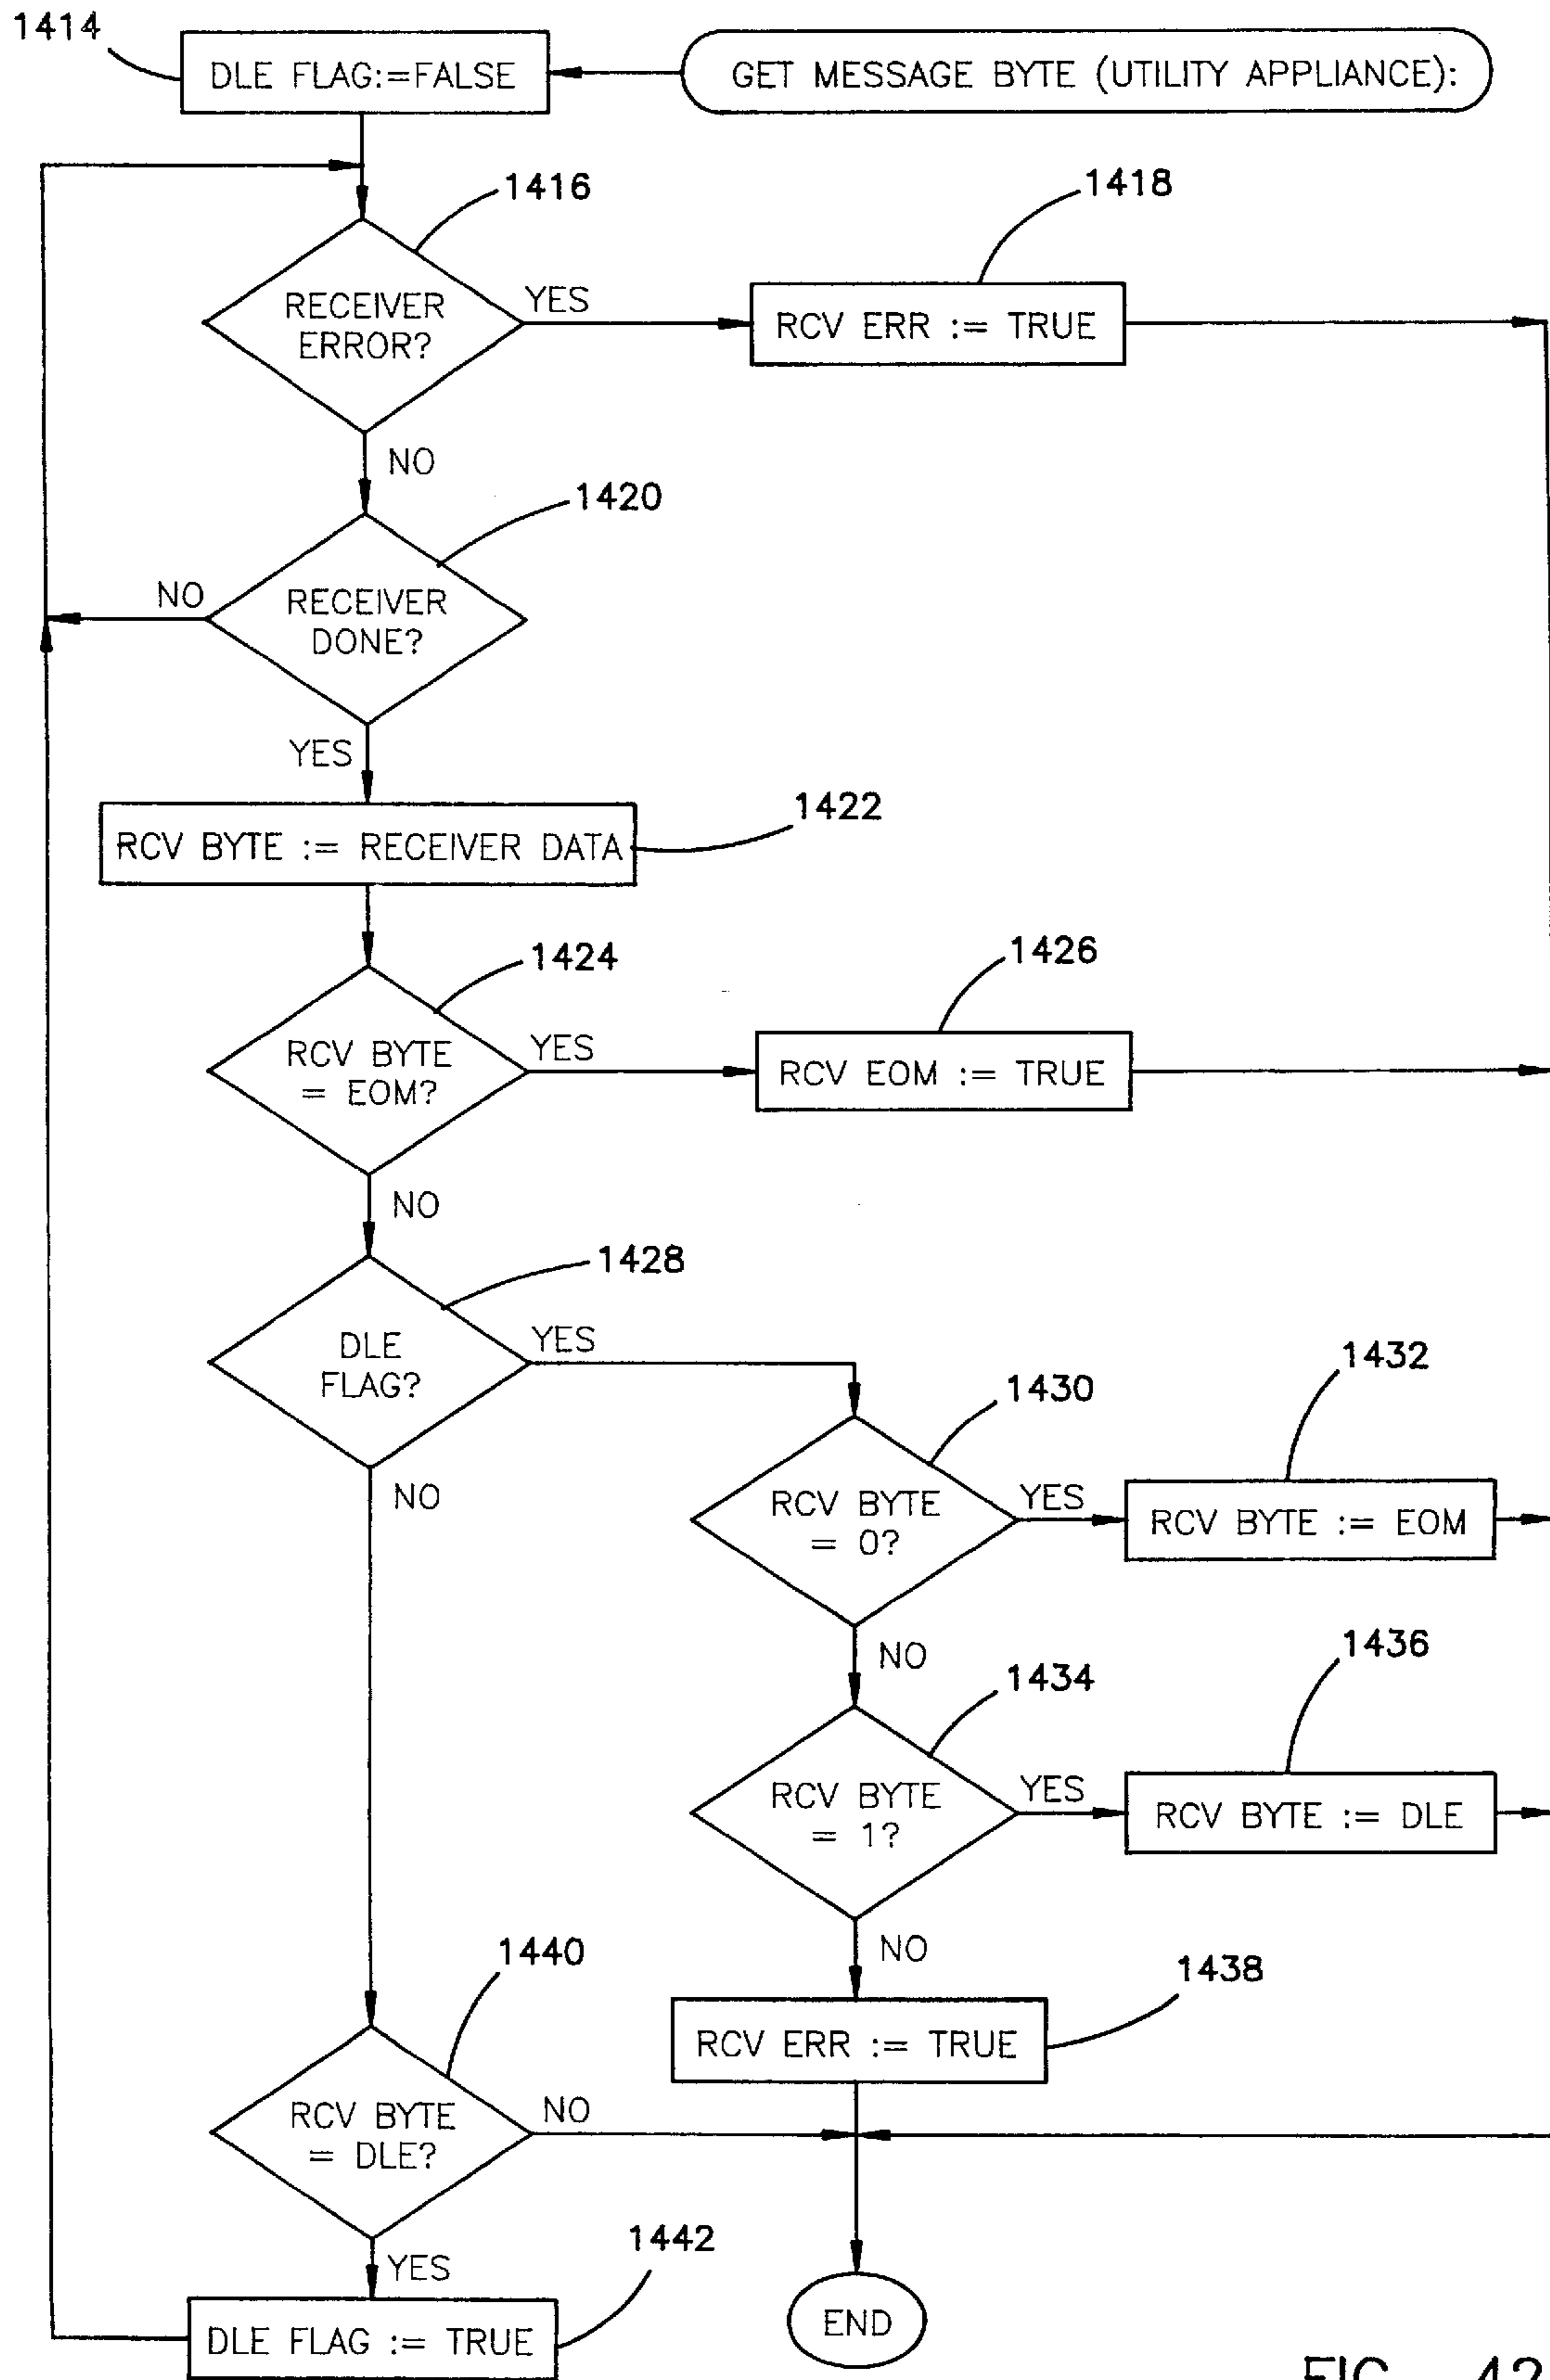 1414
DLE FLAG:=FALSE
GET MESSAGE BYTE (UTILITY APPLIANCE):
1416
1418
RECEIVER
ERROR?
YES
RCV ERR := TRUE
NO
1420
NO
RECEIVER
DONE?
YES
1422
RCV BYTE := RECEIVER DATA
1424
1426
RCV BYTE
= EOM?
YES
RCV EOM := TRUE
NO
1428
DLE
FLAG?
YES
1430
1432
NO
RCV BYTE
= 0?
YES
RCV BYTE := EOM
NO
1434
1436
RCV BYTE
= 1?
YES
RCV BYTE := DLE
NO
1440
1438
RCV ERR := TRUE
RCV BYTE
= DLE?
NO
YES
1442
DLE FLAG := TRUE
END
FIG. 42